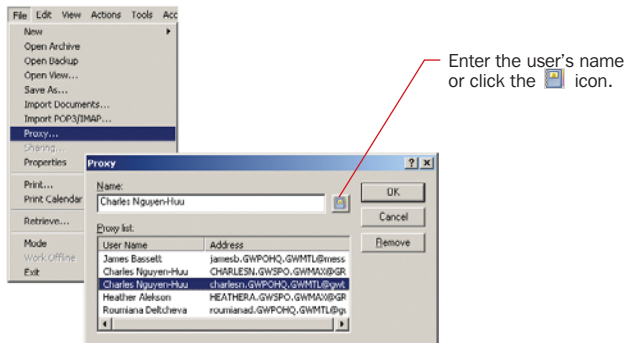 File Edit View Actions Tools Acc
New
Open Archive
Open Backup
Open View...
Save As...
Import Documents...
Import POP3/IMAP...
Proxy...
Sharing...
Properties
Print...
Print Calendar
Retrieve...
Mode
Work Offline
Exit
Proxy
Name:
Charles Nguyen-Huu
OK
Cancel
Remove
Proxy list:
User Name Address
James Bassett jamesb.GWPOHQ.GWMTL@mess
Charles Nguyen-Huu CHARLESN.GWSPO.GWMAX@GR
Charles Nguyen-Huu charlesn.GWPOHQ.GWMTL@gwt
Heather Alekson HEATHERA.GWSPO.GWMAX@GR
Roumiana Deltcheva roumianad.GWPOHQ.GWMTL@gw
Enter the user's name
or click the icon.